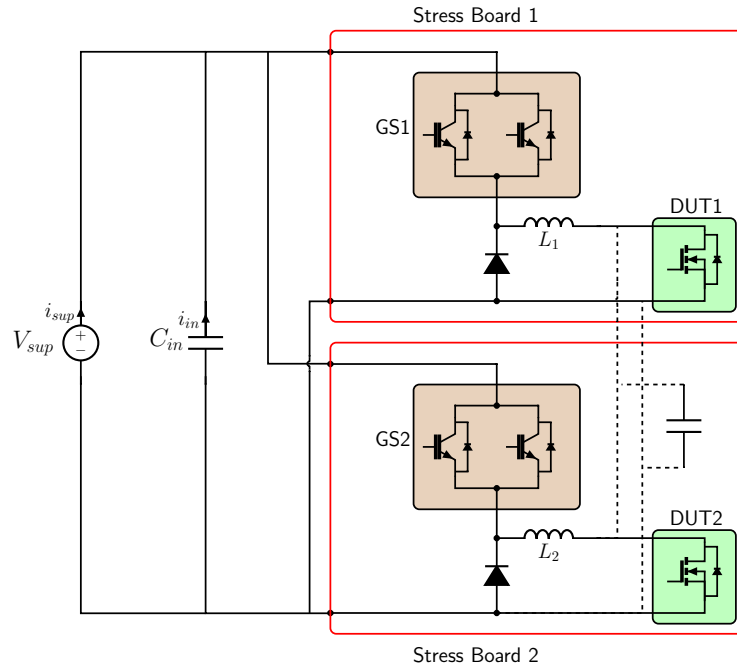 Stress Board 1
GS1
DUT1
L1
isup
Vsup
+
−
iin
Cin
GS2
DUT2
L2
Stress Board 2